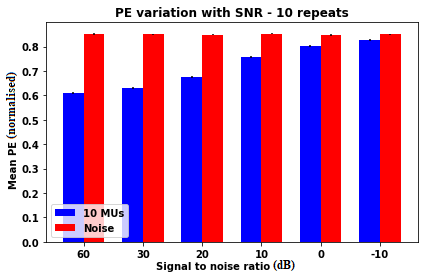 PE variation with SNR - 10 repeats
Mean PE (normalised)
0.8
0.7
0.6
0.5
0.4
0.3
0.2
0.1
0.0
10 MUs
Noise
60 30 20 10 0 -10
Signal to noise ratio (dB)